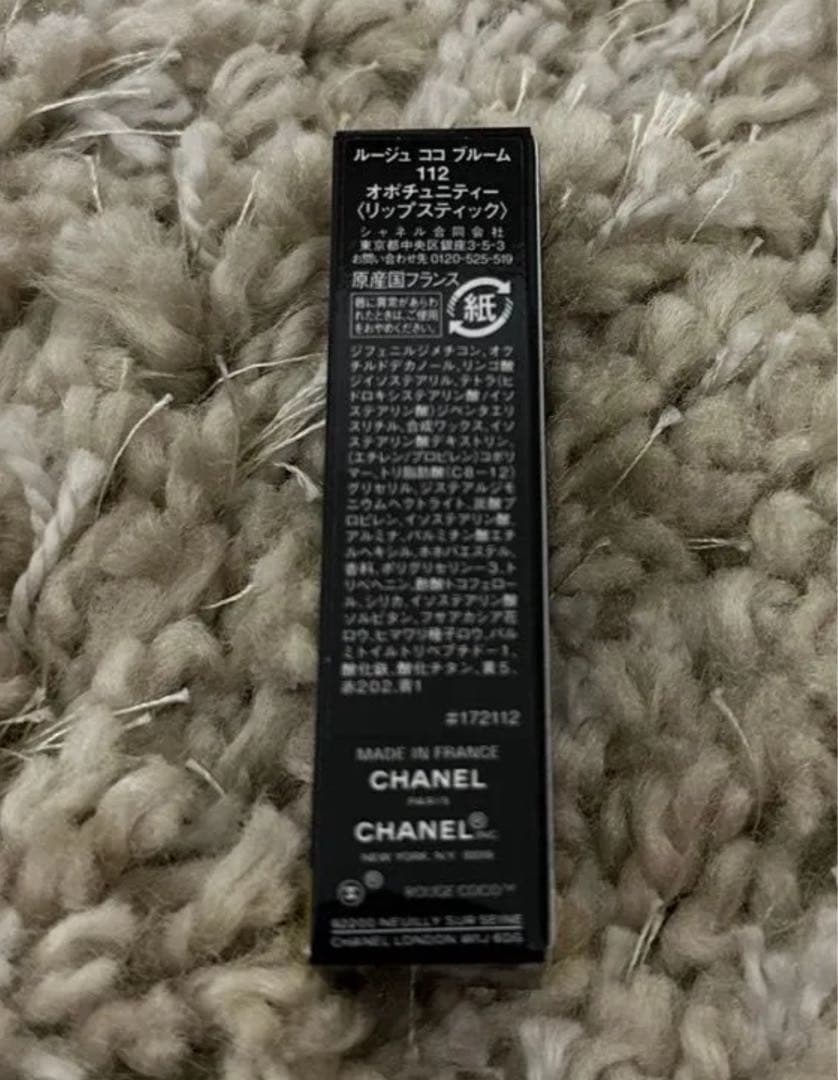 ルージュ ココ ブルーム
112
オポチュニティー
〈リップスティック〉
シャネル合同会社
東京都中央区銀座3-5-3
お問い合わせ先 0120-525-519
原産国フランス
紙
唇に異常があらわ
れたときは、ご使用
をおやめください。
ジフェニルジメチコン、オク
チルドデカノール、リンゴ酸
ジイソステアリル、テトラ(ヒ
ドロキシステアリン酸/イソ
ステアリン酸)ジペンタエリ
スリチル、合成ワックス、イソ
ステアリン酸デキストリン、
(エチレン/プロピレン)コポリ
マー、トリ脂肪酸(C8-12)
グリセリル、ジステアルジモ
ニウムヘクトライト、炭酸プ
ロピレン、イソステアリン酸、
アルミナ、パルミチン酸エチ
ルヘキシル、ホホバエステル、
香料、ポリグリセリン-3、ト
リベヘニン、酢酸トコフェロー
ル、シリカ、イソステアリン酸
ソルビタン、フサアカシア花
ロウ、ヒマワリ種子ロウ、パル
ミトイルトリペプチド-1、
酸化鉄、酸化チタン、黄5、
赤202、青1
#172112
MADE IN FRANCE
CHANEL
PARIS
CHANEL® INC.
NEW YORK, N.Y.
®
ROUGE COCO™
92200 NEUILLY SUR SEINE
CHANEL LONDON W1J 6DG